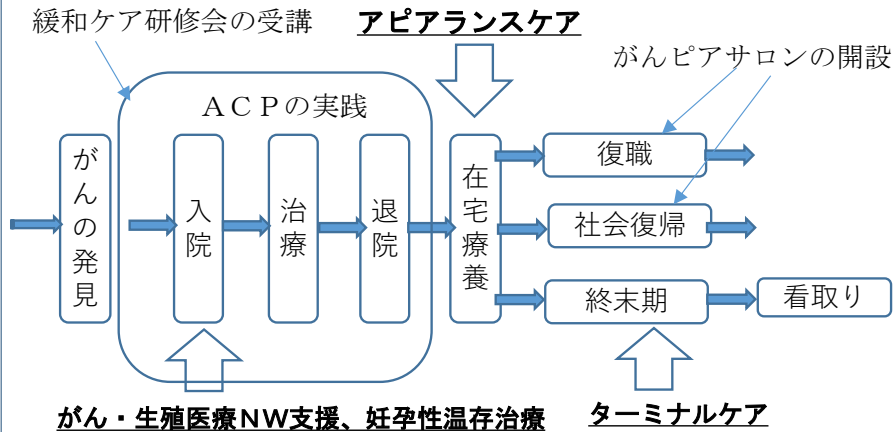 緩和ケア研修会の受講
アピアランスケア
がんピアサロンの開設
ＡＣＰの実践
がんの発見
入院
治療
退院
在宅療養
復職
社会復帰
終末期
看取り
がん・生殖医療NW支援、妊孕性温存治療
ターミナルケア